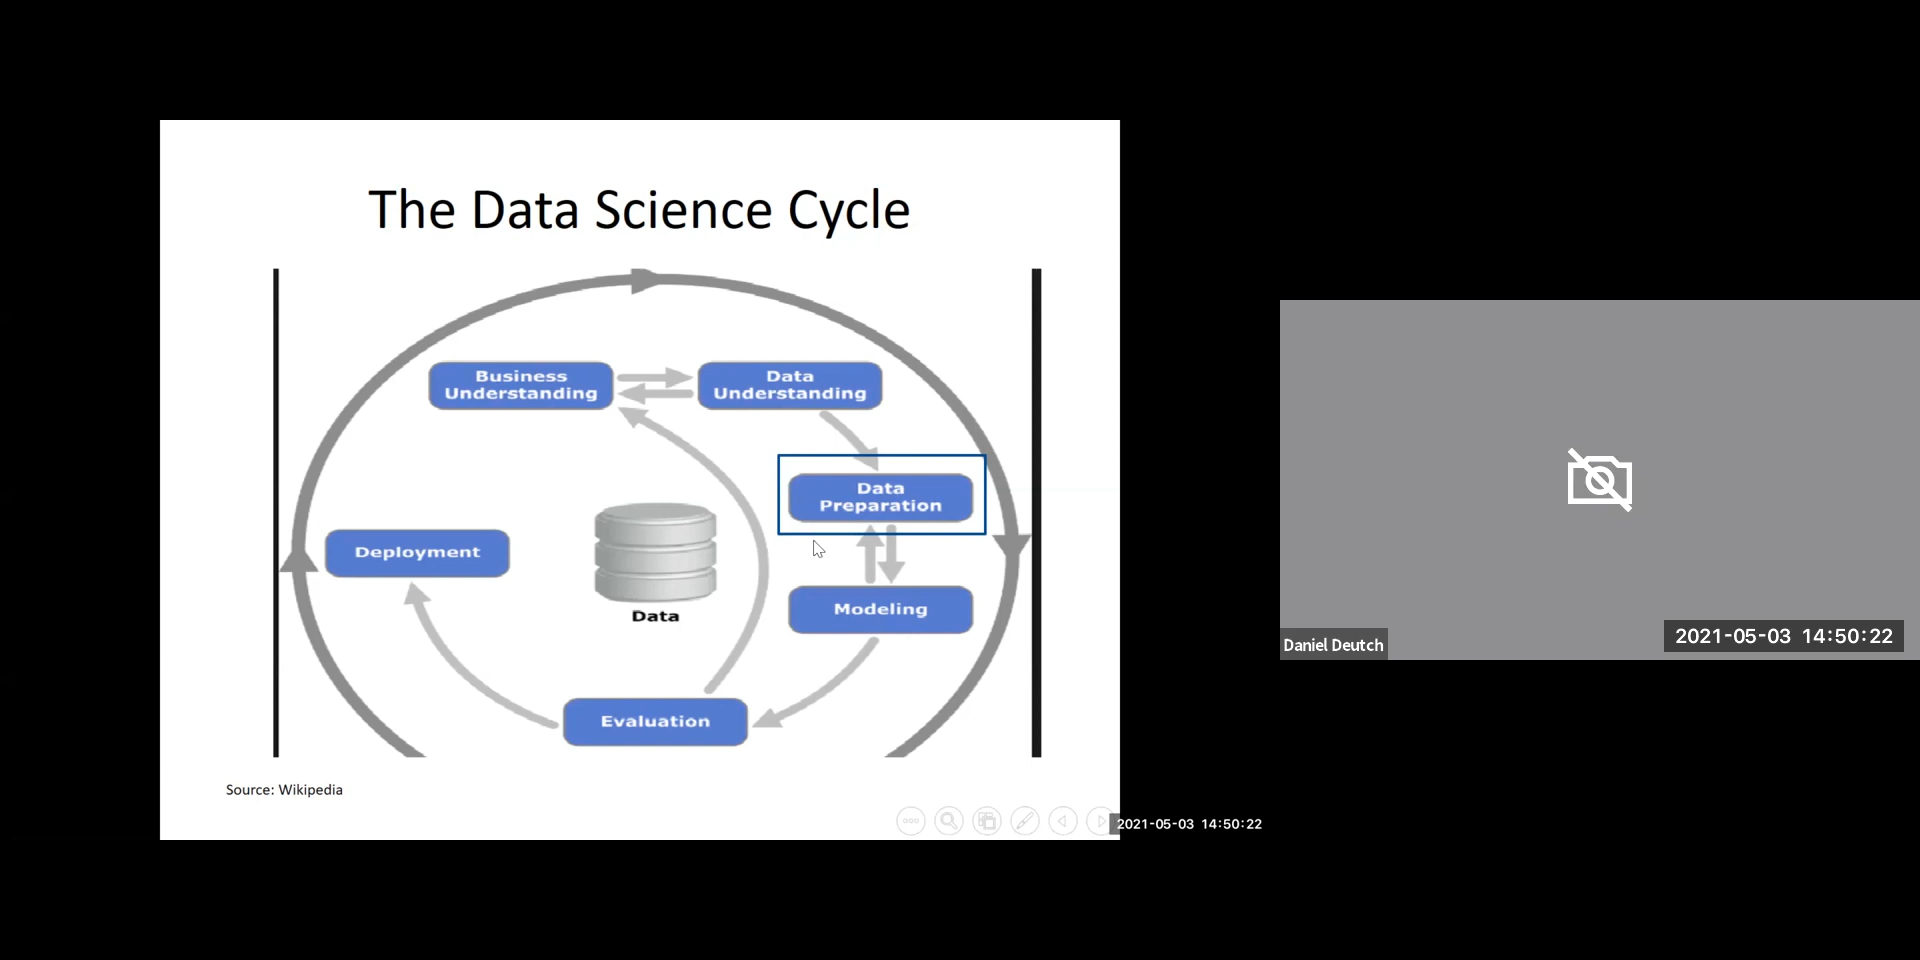 The Data Science Cycle
Business
Understanding
Data
Understanding
Data
Preparation
Deployment
Data
Modeling
Evaluation
Source: Wikipedia
2021-05-03 14:50:22
Daniel Deutch
2021-05-03 14:50:22